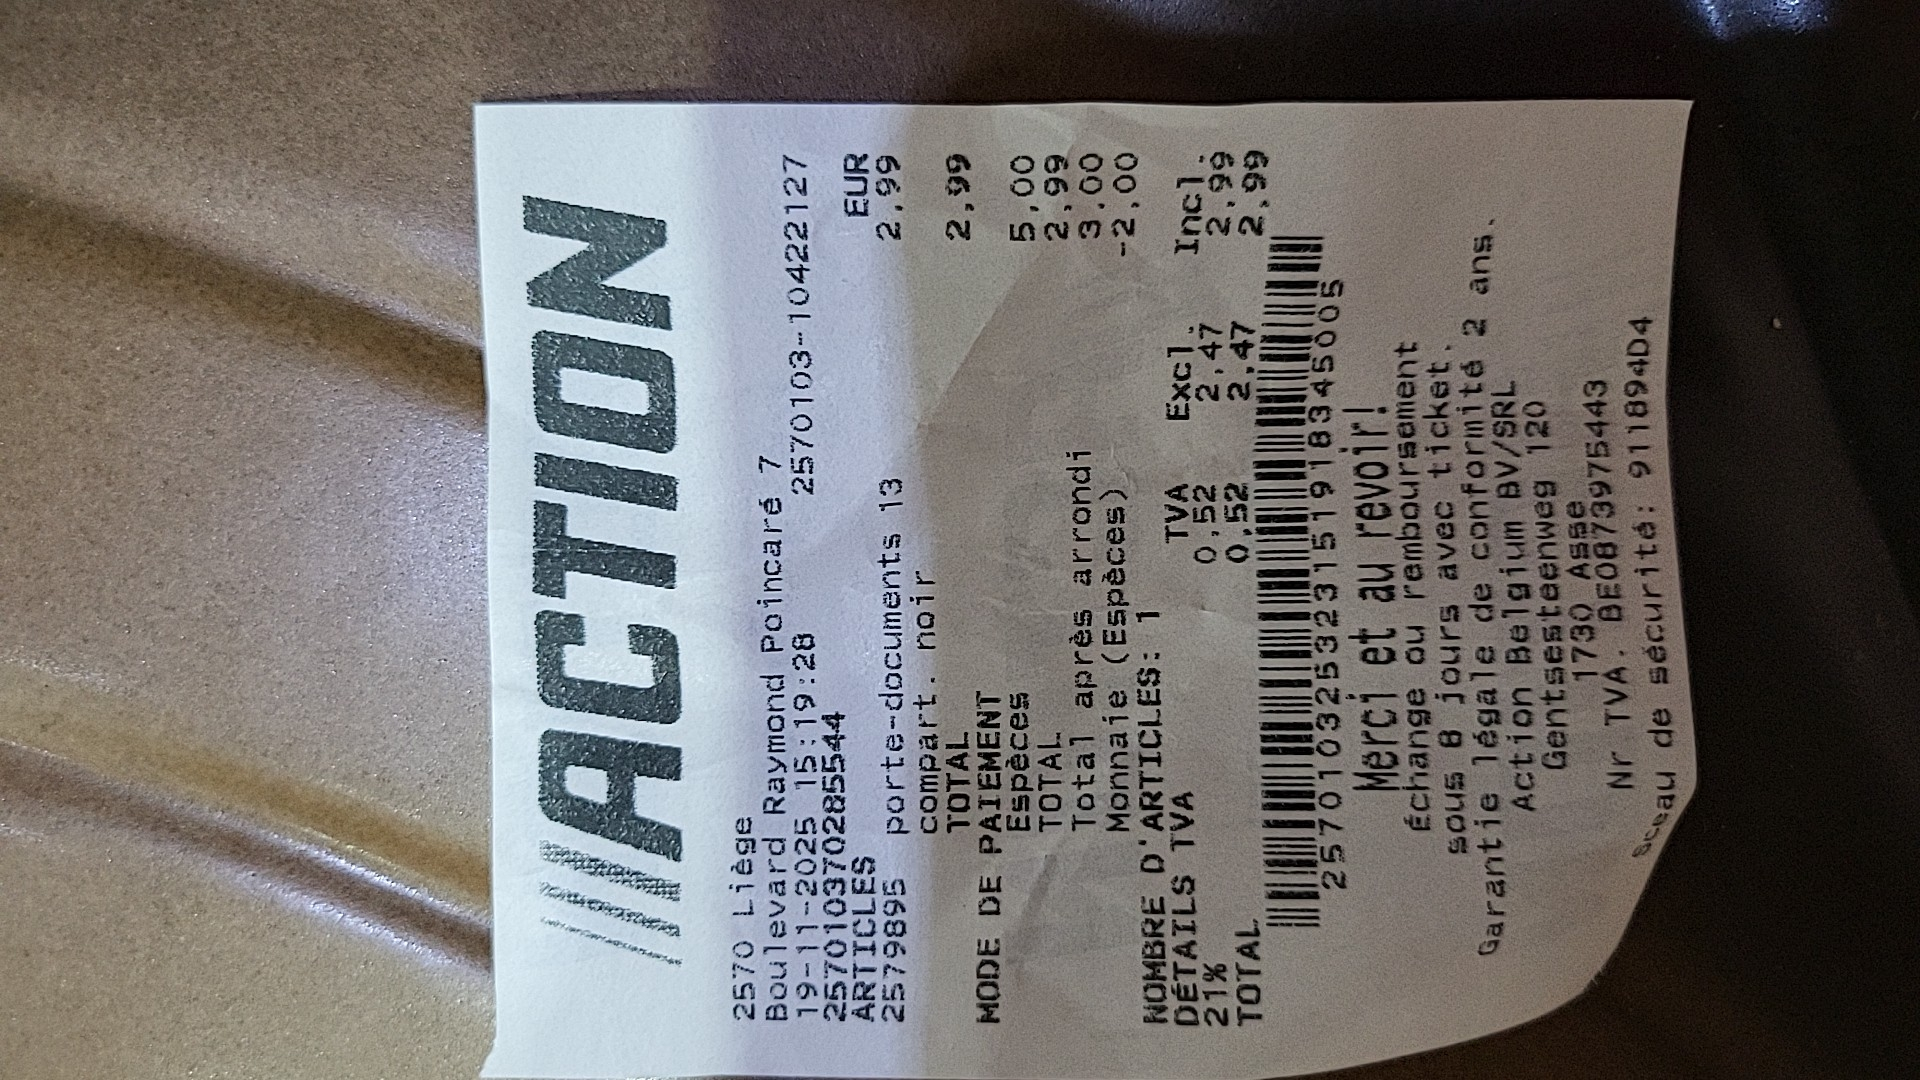 ACTION
2570 Liège
Boulevard Raymond Poincaré 7
19-11-2025 15:19:28 2570103-10422127
257010370285544
ARTICLES EUR
2579895 porte-documents 13 2,99
compart. noir
TOTAL 2,99
MODE DE PAIEMENT
Espèces 5,00
TOTAL 2,99
Total après arrondi 3,00
Monnaie (Espèces) -2,00
NOMBRE D'ARTICLES: 1
DÉTAILS TVA TVA Excl. Incl.
21% 0,52 2,47 2,99
TOTAL 0,52 2,47 2,99
257010325323151918345005
Merci et au revoir!
Échange ou remboursement
sous 8 jours avec ticket.
Garantie légale de conformité 2 ans.
Action Belgium BV/SRL
Gentsesteenweg 120
1730 Asse
Nr TVA. BE0873975443
Sceau de sécurité: 911894D4